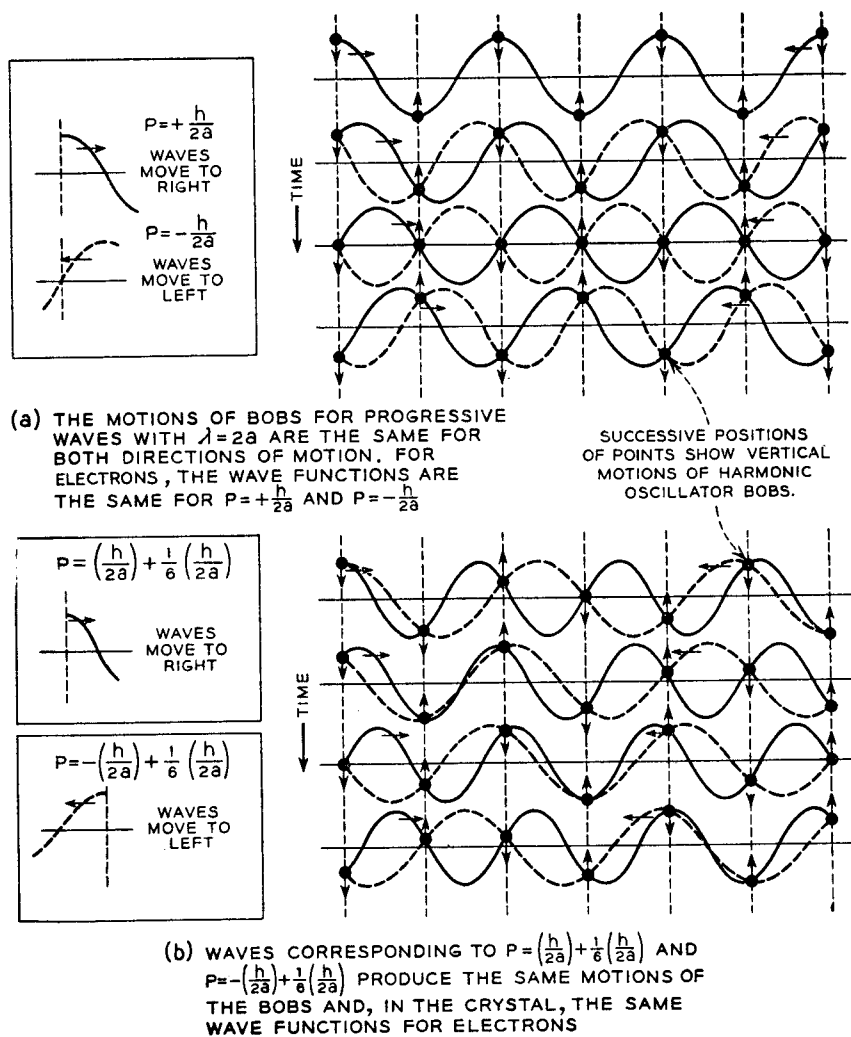 P=+h/2a
WAVES
MOVE TO
RIGHT
P=-h/2a
WAVES
MOVE TO
LEFT
TIME
(a) THE MOTIONS OF BOBS FOR PROGRESSIVE
WAVES WITH λ=2a ARE THE SAME FOR
BOTH DIRECTIONS OF MOTION. FOR
ELECTRONS, THE WAVE FUNCTIONS ARE
THE SAME FOR P=+h/2a AND P=-h/2a
SUCCESSIVE POSITIONS
OF POINTS SHOW VERTICAL
MOTIONS OF HARMONIC
OSCILLATOR BOBS.
P=(h/2a)+1/6(h/2a)
WAVES
MOVE TO
RIGHT
P=-(h/2a)+1/6(h/2a)
WAVES
MOVE TO
LEFT
TIME
(b) WAVES CORRESPONDING TO P=(h/2a)+1/6(h/2a) AND
P=-(h/2a)+1/6(h/2a) PRODUCE THE SAME MOTIONS OF
THE BOBS AND, IN THE CRYSTAL, THE SAME
WAVE FUNCTIONS FOR ELECTRONS